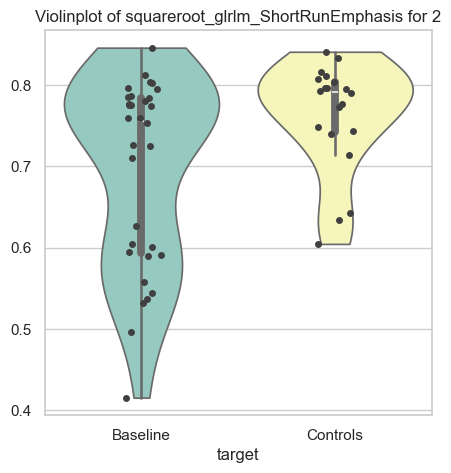 Violinplot of squareroot_glrlm_ShortRunEmphasis for 2
0.8
0.7
0.6
0.5
0.4
Baseline
Controls
target